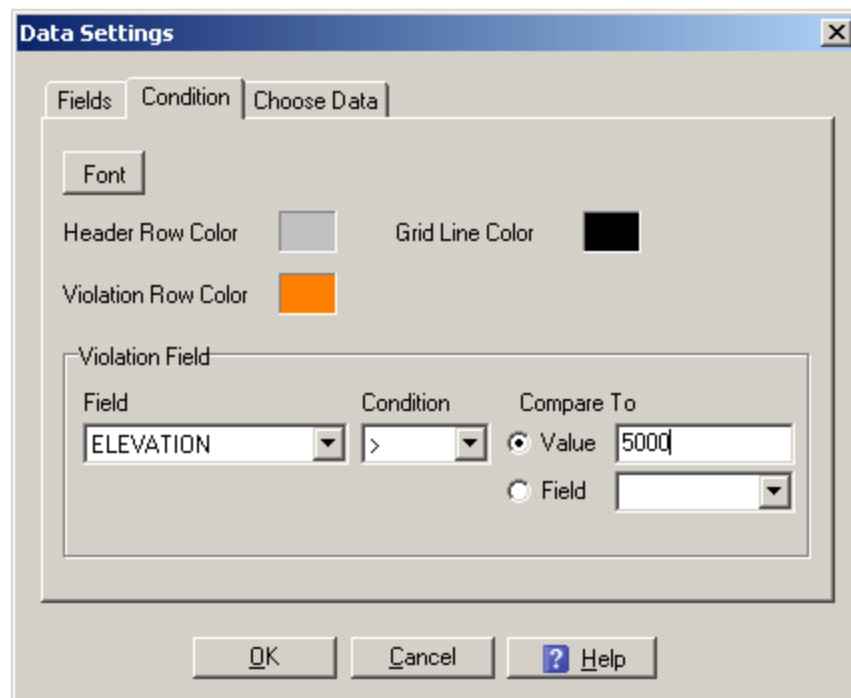 Data Settings
Fields Condition Choose Data
Font
Header Row Color Grid Line Color
Violation Row Color
Violation Field
Field Condition Compare To
ELEVATION > Value 5000
Field
OK Cancel ? Help